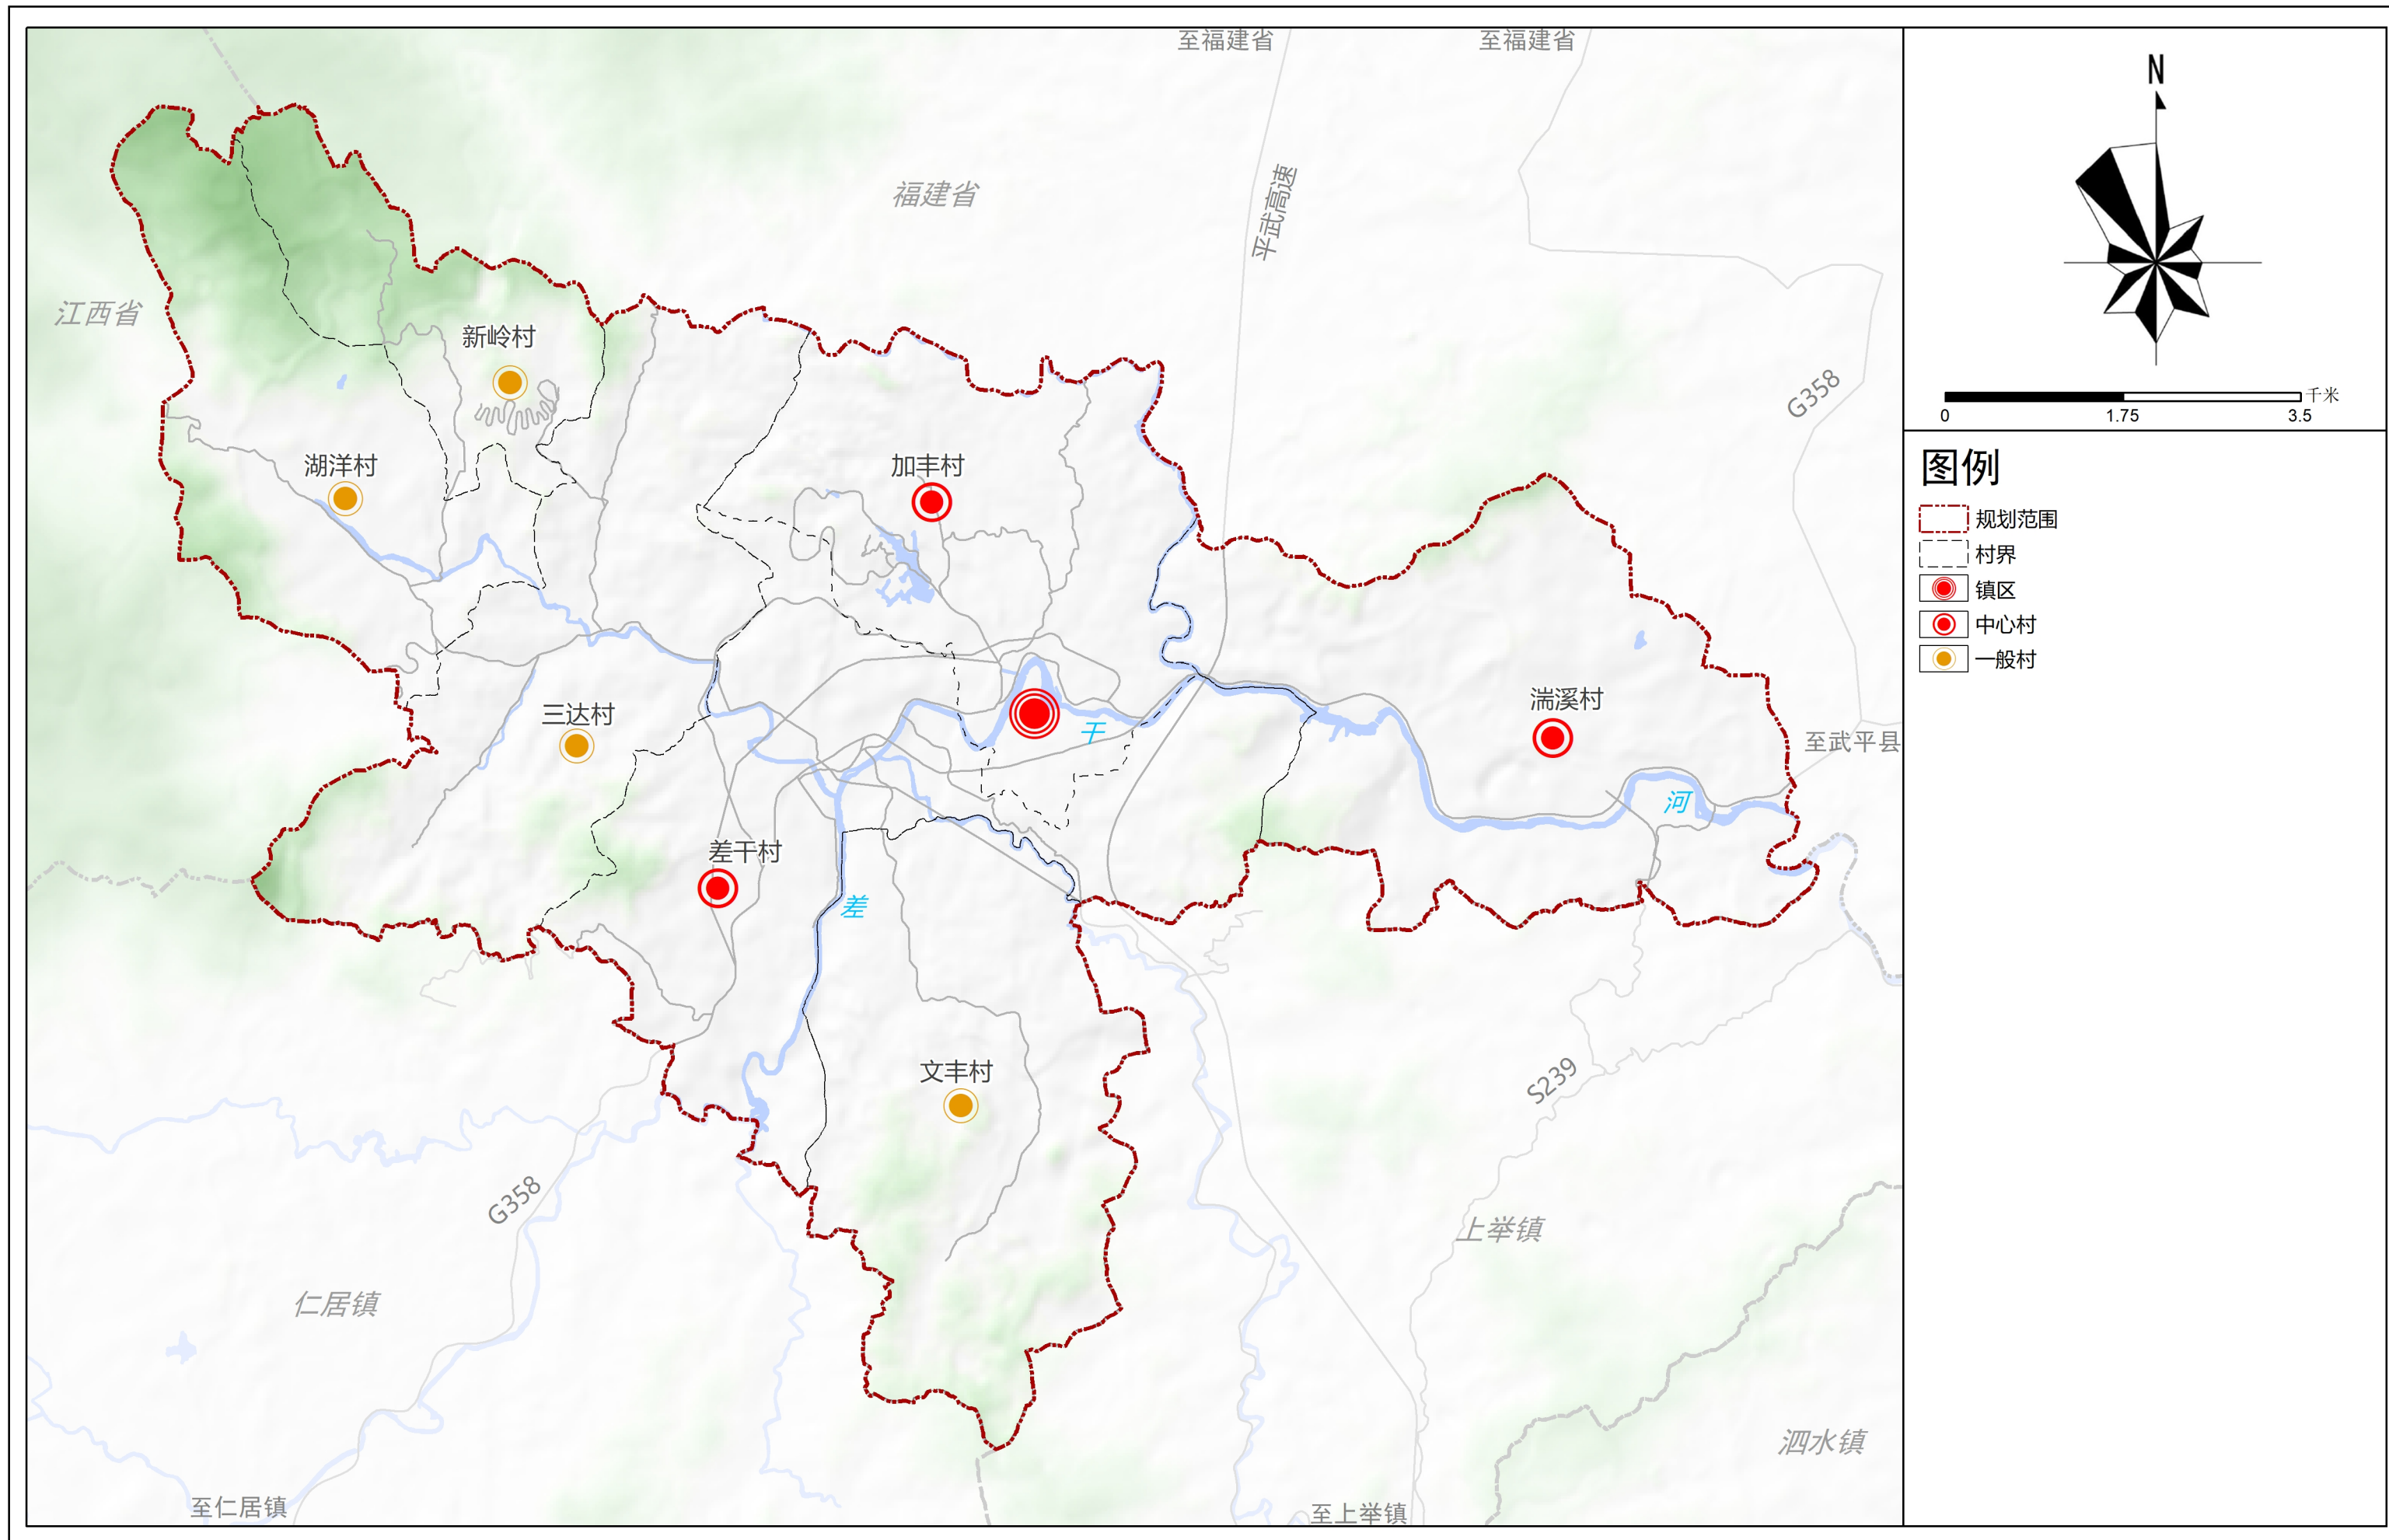 至福建省
至福建省
N
福建省
平武高速
江西省
新岭村
G358
千米
0
1.75
3.5
湖洋村
加丰村
图例
规划范围
村界
镇区
中心村
一般村
三达村
湍溪村
干
至武平县
河
差干村
差
文丰村
S239
G358
上举镇
仁居镇
泗水镇
至仁居镇
至上举镇